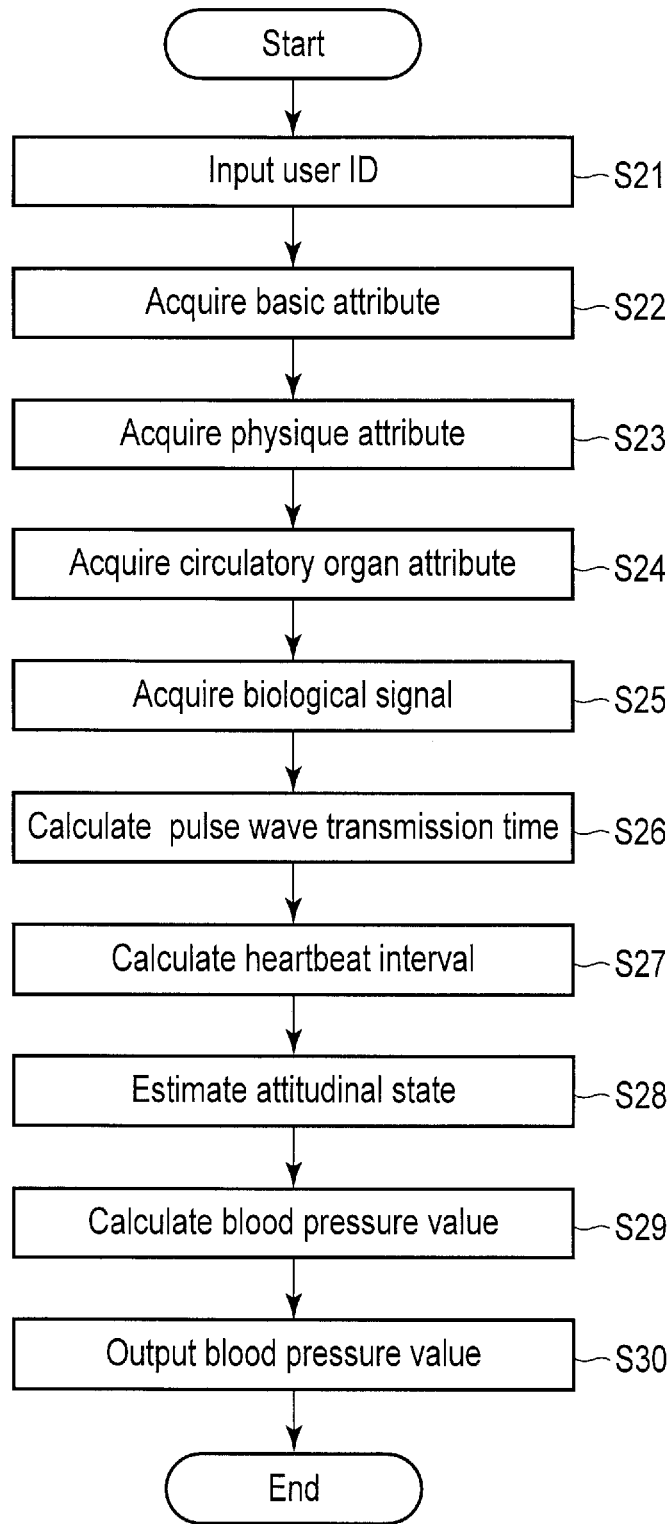 Start
Input user ID
S21
Acquire basic attribute
S22
Acquire physique attribute
S23
Acquire circulatory organ attribute
S24
Acquire biological signal
S25
Calculate pulse wave transmission time
S26
Calculate heartbeat interval
S27
Estimate attitudinal state
S28
Calculate blood pressure value
S29
Output blood pressure value
S30
End